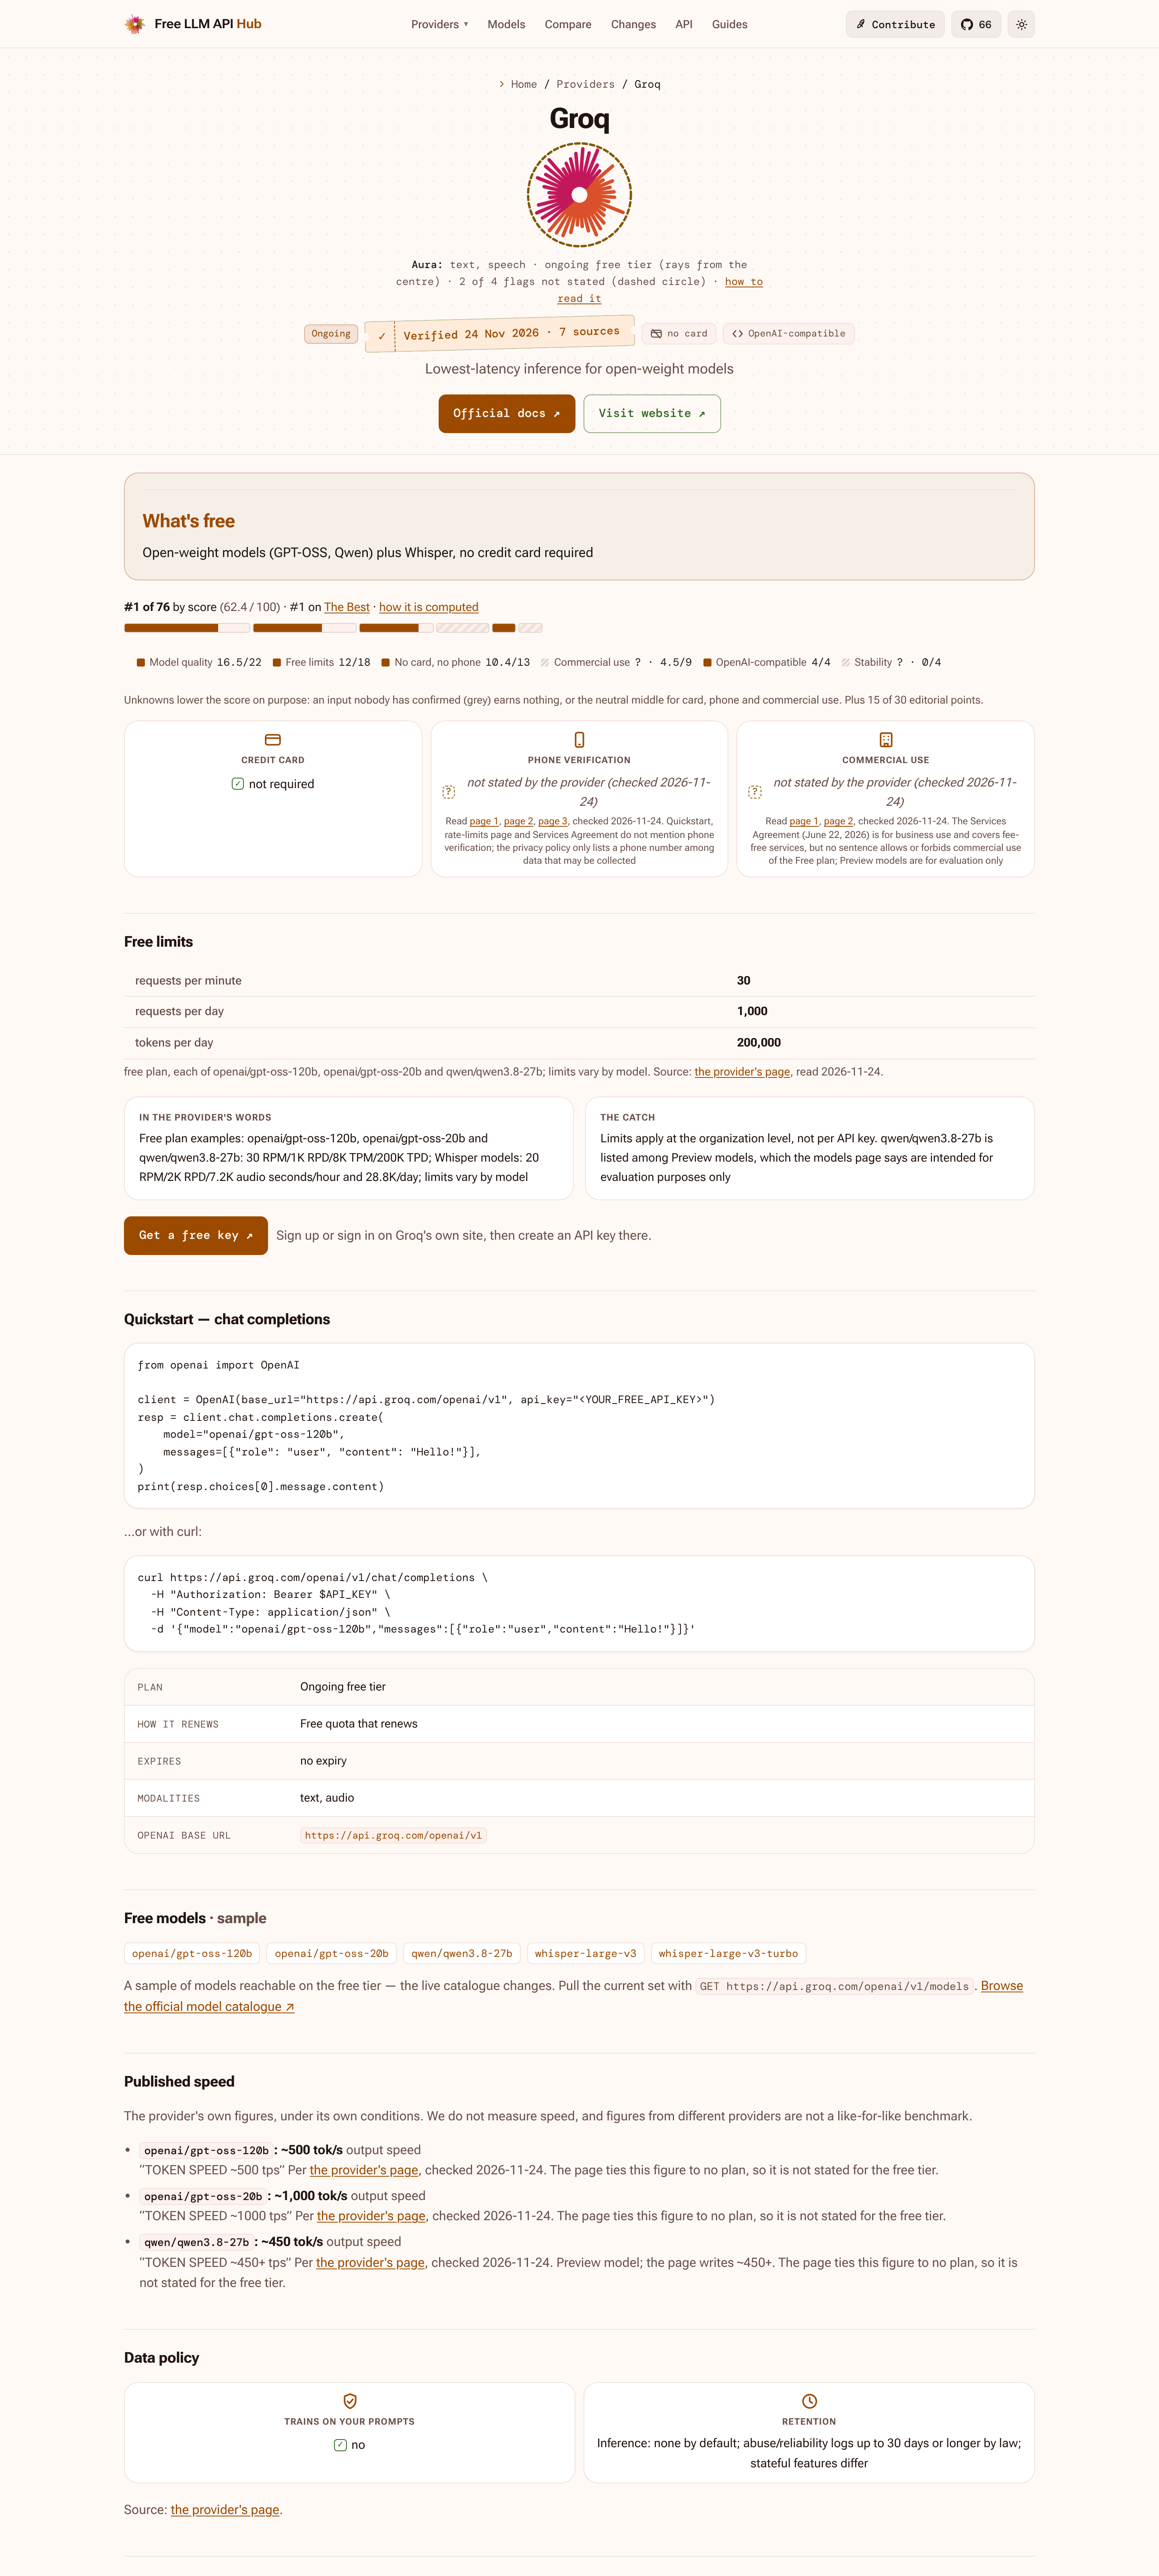 Free LLM API Hub
Providers ▾ Models Compare Changes API Guides
Contribute 66
> Home / Providers / Groq
Groq
Aura: text, speech · ongoing free tier (rays from the
centre) · 2 of 4 flags not stated (dashed circle) · how to
read it
Ongoing ✓ Verified 24 Nov 2026 · 7 sources no card OpenAI-compatible
Lowest-latency inference for open-weight models
Official docs ↗ Visit website ↗
What's free
Open-weight models (GPT-OSS, Qwen) plus Whisper, no credit card required
#1 of 76 by score (62.4 / 100) · #1 on The Best · how it is computed
Model quality 16.5/22 Free limits 12/18 No card, no phone 10.4/13 Commercial use ? · 4.5/9 OpenAI-compatible 4/4 Stability ? · 0/4
Unknowns lower the score on purpose: an input nobody has confirmed (grey) earns nothing, or the neutral middle for card, phone and commercial use. Plus 15 of 30 editorial points.
CREDIT CARD
✓ not required
PHONE VERIFICATION
? not stated by the provider (checked 2026-11-
24)
Read page 1, page 2, page 3, checked 2026-11-24. Quickstart,
rate-limits page and Services Agreement do not mention phone
verification; the privacy policy only lists a phone number among
data that may be collected
COMMERCIAL USE
? not stated by the provider (checked 2026-11-
24)
Read page 1, page 2, checked 2026-11-24. The Services
Agreement (June 22, 2026) is for business use and covers fee-
free services, but no sentence allows or forbids commercial use
of the Free plan; Preview models are for evaluation only
Free limits
requests per minute 30
requests per day 1,000
tokens per day 200,000
free plan, each of openai/gpt-oss-120b, openai/gpt-oss-20b and qwen/qwen3.8-27b; limits vary by model. Source: the provider's page, read 2026-11-24.
IN THE PROVIDER'S WORDS
Free plan examples: openai/gpt-oss-120b, openai/gpt-oss-20b and
qwen/qwen3.8-27b: 30 RPM/1K RPD/8K TPM/200K TPD; Whisper models: 20
RPM/2K RPD/7.2K audio seconds/hour and 28.8K/day; limits vary by model
THE CATCH
Limits apply at the organization level, not per API key. qwen/qwen3.8-27b is
listed among Preview models, which the models page says are intended for
evaluation purposes only
Get a free key ↗ Sign up or sign in on Groq's own site, then create an API key there.
Quickstart — chat completions
from openai import OpenAI
client = OpenAI(base_url="https://api.groq.com/openai/v1", api_key="<YOUR_FREE_API_KEY>")
resp = client.chat.completions.create(
    model="openai/gpt-oss-120b",
    messages=[{"role": "user", "content": "Hello!"}],
)
print(resp.choices[0].message.content)
…or with curl:
curl https://api.groq.com/openai/v1/chat/completions \
  -H "Authorization: Bearer $API_KEY" \
  -H "Content-Type: application/json" \
  -d '{"model":"openai/gpt-oss-120b","messages":[{"role":"user","content":"Hello!"}]}'
PLAN Ongoing free tier
HOW IT RENEWS Free quota that renews
EXPIRES no expiry
MODALITIES text, audio
OPENAI BASE URL https://api.groq.com/openai/v1
Free models · sample
openai/gpt-oss-120b openai/gpt-oss-20b qwen/qwen3.8-27b whisper-large-v3 whisper-large-v3-turbo
A sample of models reachable on the free tier — the live catalogue changes. Pull the current set with GET https://api.groq.com/openai/v1/models. Browse
the official model catalogue ↗
Published speed
The provider's own figures, under its own conditions. We do not measure speed, and figures from different providers are not a like-for-like benchmark.
• openai/gpt-oss-120b: ~500 tok/s output speed
“TOKEN SPEED ~500 tps” Per the provider's page, checked 2026-11-24. The page ties this figure to no plan, so it is not stated for the free tier.
• openai/gpt-oss-20b: ~1,000 tok/s output speed
“TOKEN SPEED ~1000 tps” Per the provider's page, checked 2026-11-24. The page ties this figure to no plan, so it is not stated for the free tier.
• qwen/qwen3.8-27b: ~450 tok/s output speed
“TOKEN SPEED ~450+ tps” Per the provider's page, checked 2026-11-24. Preview model; the page writes ~450+. The page ties this figure to no plan, so it is
not stated for the free tier.
Data policy
TRAINS ON YOUR PROMPTS
✓ no
RETENTION
Inference: none by default; abuse/reliability logs up to 30 days or longer by law;
stateful features differ
Source: the provider's page.